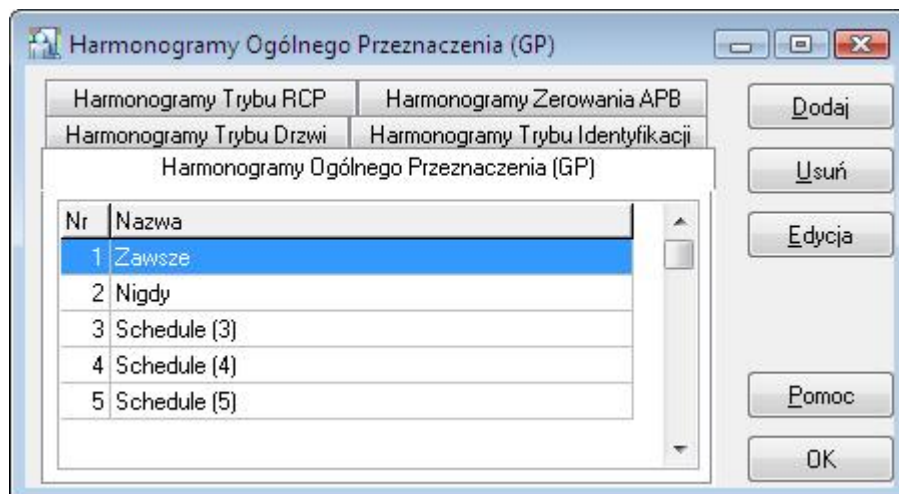 Harmonogramy Ogólnego Przeznaczenia (GP)
Harmonogramy Trybu RCP Harmonogramy Zerowania APB
Harmonogramy Trybu Drzwi Harmonogramy Trybu Identyfikacji
Harmonogramy Ogólnego Przeznaczenia (GP)
Nr Nazwa
1 Zawsze
2 Nigdy
3 Schedule (3)
4 Schedule (4)
5 Schedule (5)
Dodaj
Usuń
Edycja
Pomoc
OK